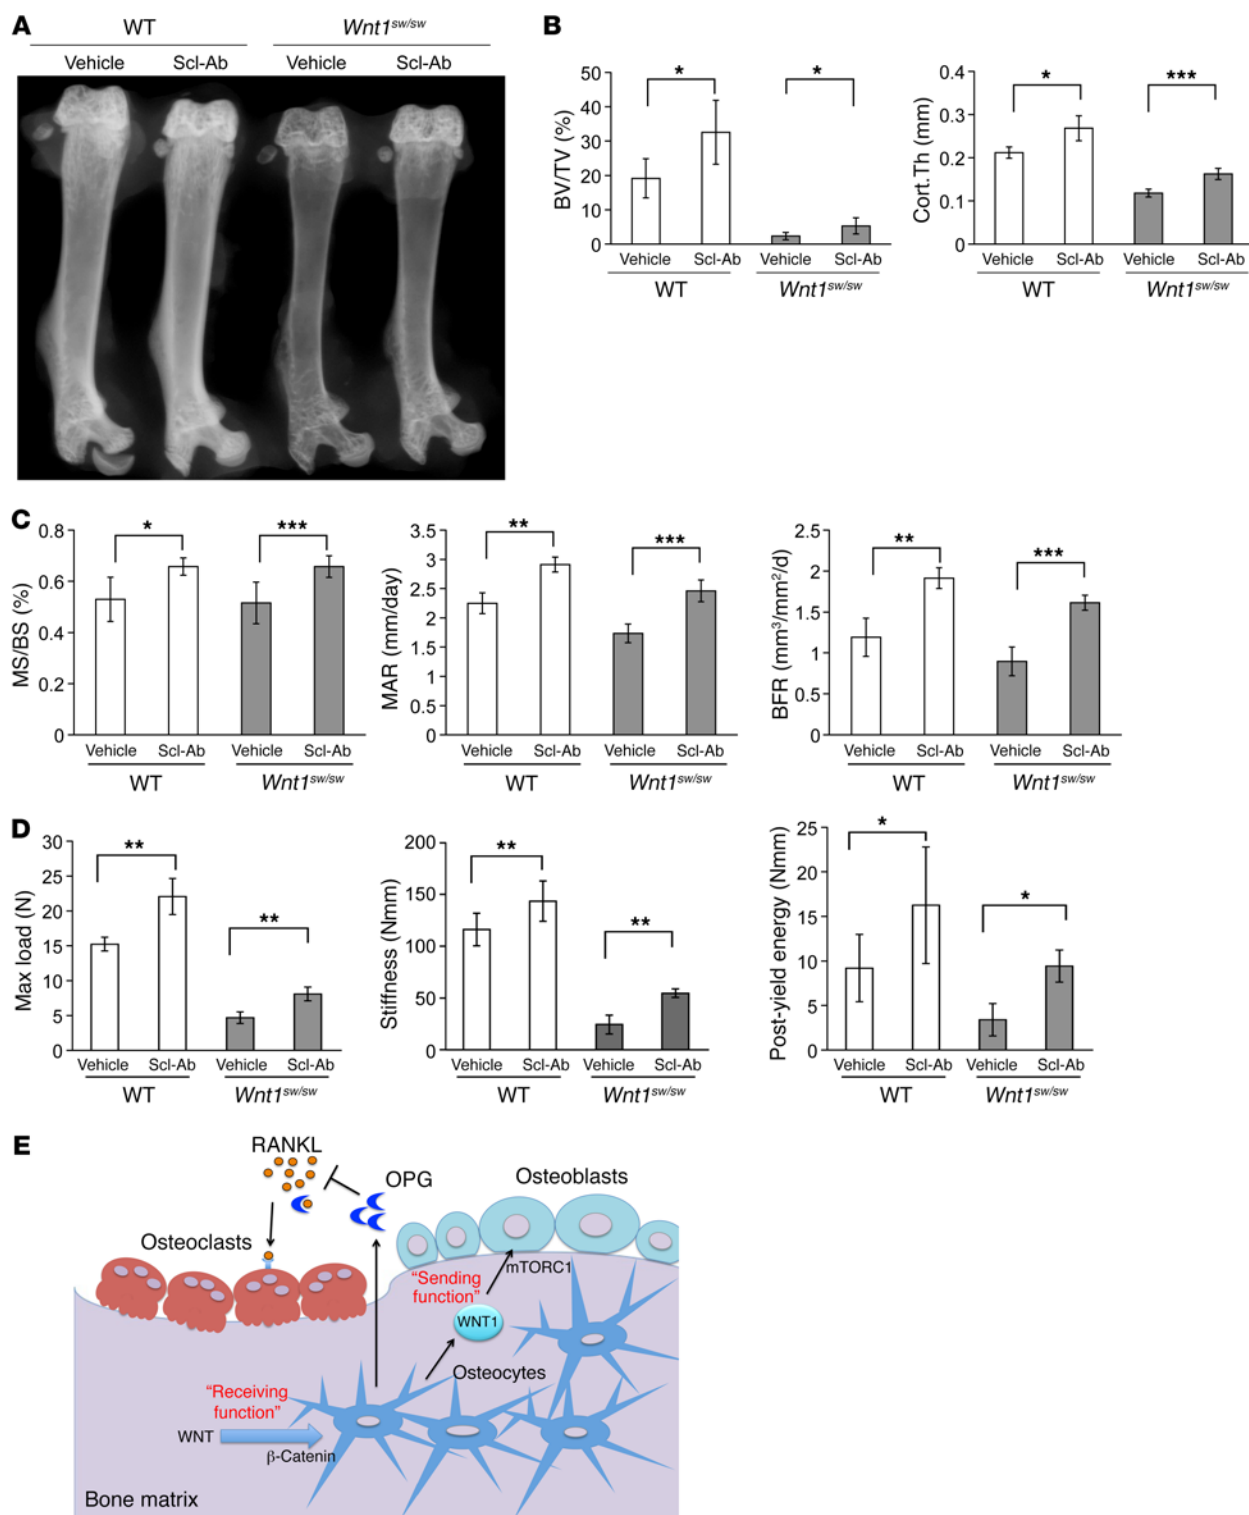 A
WT
Wnt1sw/sw
Vehicle
Scl-Ab
Vehicle
Scl-Ab
B
BV/TV (%)
50
40
30
20
10
0
*
*
Vehicle
Scl-Ab
Vehicle
Scl-Ab
WT
Wnt1sw/sw
Cort.Th (mm)
0.4
0.3
0.2
0.1
0
*
***
Vehicle
Scl-Ab
Vehicle
Scl-Ab
WT
Wnt1sw/sw
C
MS/BS (%)
0.8
0.6
0.4
0.2
0
*
***
Vehicle
Scl-Ab
Vehicle
Scl-Ab
WT
Wnt1sw/sw
MAR (mm/day)
3.5
3
2.5
2
1.5
1
0.5
0
**
***
Vehicle
Scl-Ab
Vehicle
Scl-Ab
WT
Wnt1sw/sw
BFR (mm3/mm2/d)
2.5
2
1.5
1
0.5
0
**
***
Vehicle
Scl-Ab
Vehicle
Scl-Ab
WT
Wnt1sw/sw
D
Max load (N)
30
25
20
15
10
5
0
**
**
Vehicle
Scl-Ab
Vehicle
Scl-Ab
WT
Wnt1sw/sw
Stiffness (Nmm)
200
150
100
50
0
**
**
Vehicle
Scl-Ab
Vehicle
Scl-Ab
WT
Wnt1sw/sw
Post-yield energy (Nmm)
25
20
15
10
5
0
*
*
Vehicle
Scl-Ab
Vehicle
Scl-Ab
WT
Wnt1sw/sw
E
RANKL
OPG
Osteoblasts
Osteoclasts
mTORC1
"Sending
function"
WNT1
Osteocytes
"Receiving
function"
WNT
β-Catenin
Bone matrix